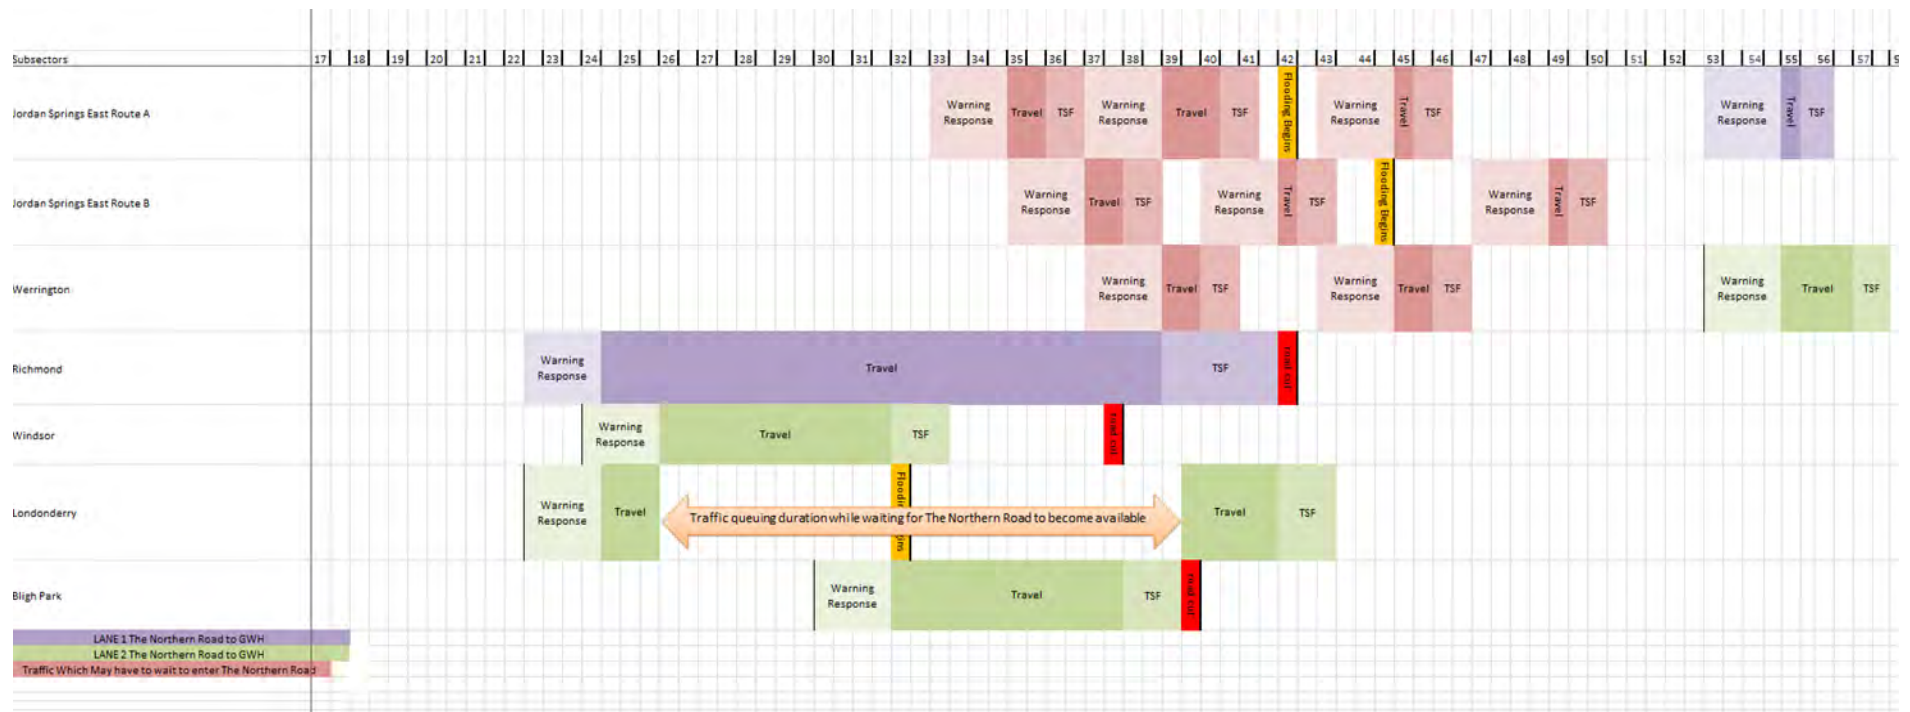 Subsectors 17 18 19 20 21 22 23 24 25 26 27 28 29 30 31 32 33 34 35 36 37 38 39 40 41 42 43 44 45 46 47 48 49 50 51 52 53 54 55 56 57
Jordan Springs East Route A
Warning
Response
Travel
TSF
Warning
Response
Travel
TSF
Flooding Begins
Warning
Response
Travel
TSF
Warning
Response
Travel
TSF
Jordan Springs East Route B
Warning
Response
Travel
TSF
Warning
Response
Travel
TSF
Flooding Begins
Warning
Response
Travel
TSF
Werrington
Warning
Response
Travel
TSF
Warning
Response
Travel
TSF
Warning
Response
Travel
TSF
Richmond
Warning
Response
Travel
TSF
road cut
Windsor
Warning
Response
Travel
TSF
road cut
Londonderry
Warning
Response
Travel
Traffic queuing duration while waiting for The Northern Road to become available
Travel
TSF
Bligh Park
Warning
Response
Travel
TSF
road cut
LANE 1 The Northern Road to GWH
LANE 2 The Northern Road to GWH
Traffic Which May have to wait to enter The Northern Road